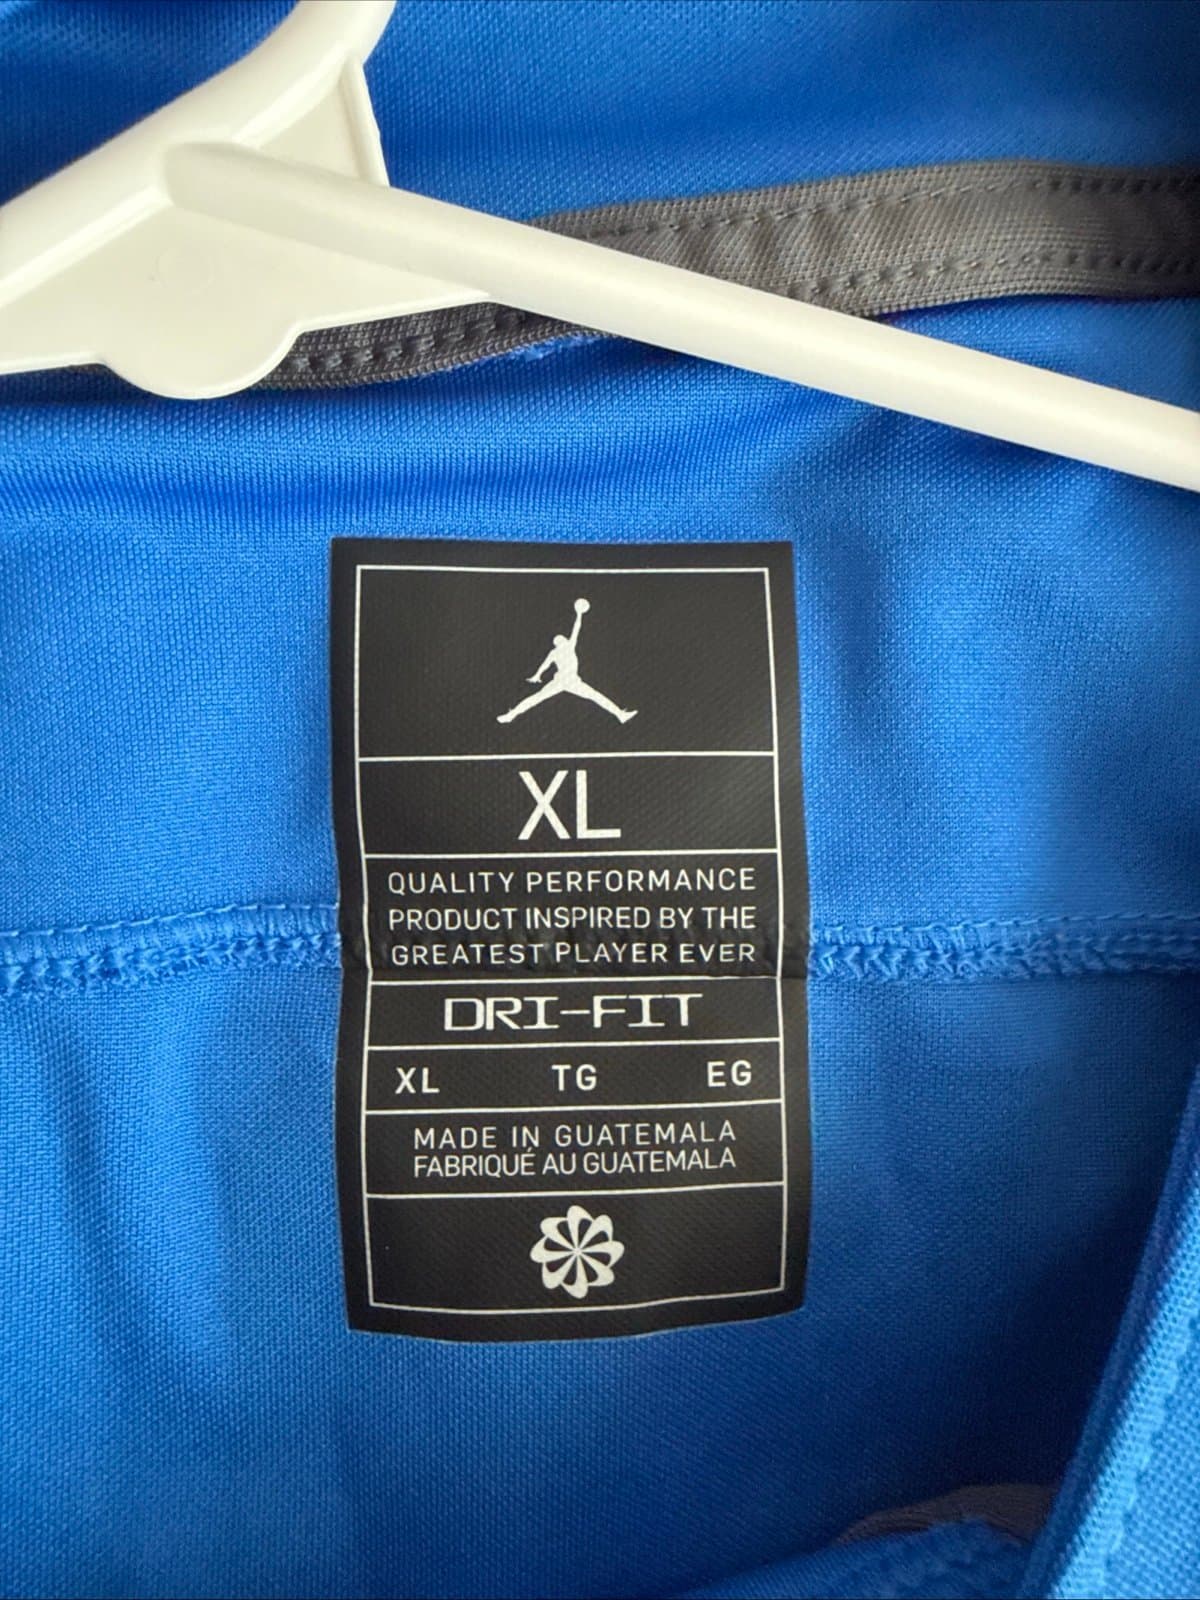 XL
QUALITY PERFORMANCE
PRODUCT INSPIRED BY THE
GREATEST PLAYER EVER
DRI-FIT
XL TG EG
MADE IN GUATEMALA
FABRIQUÉ AU GUATEMALA